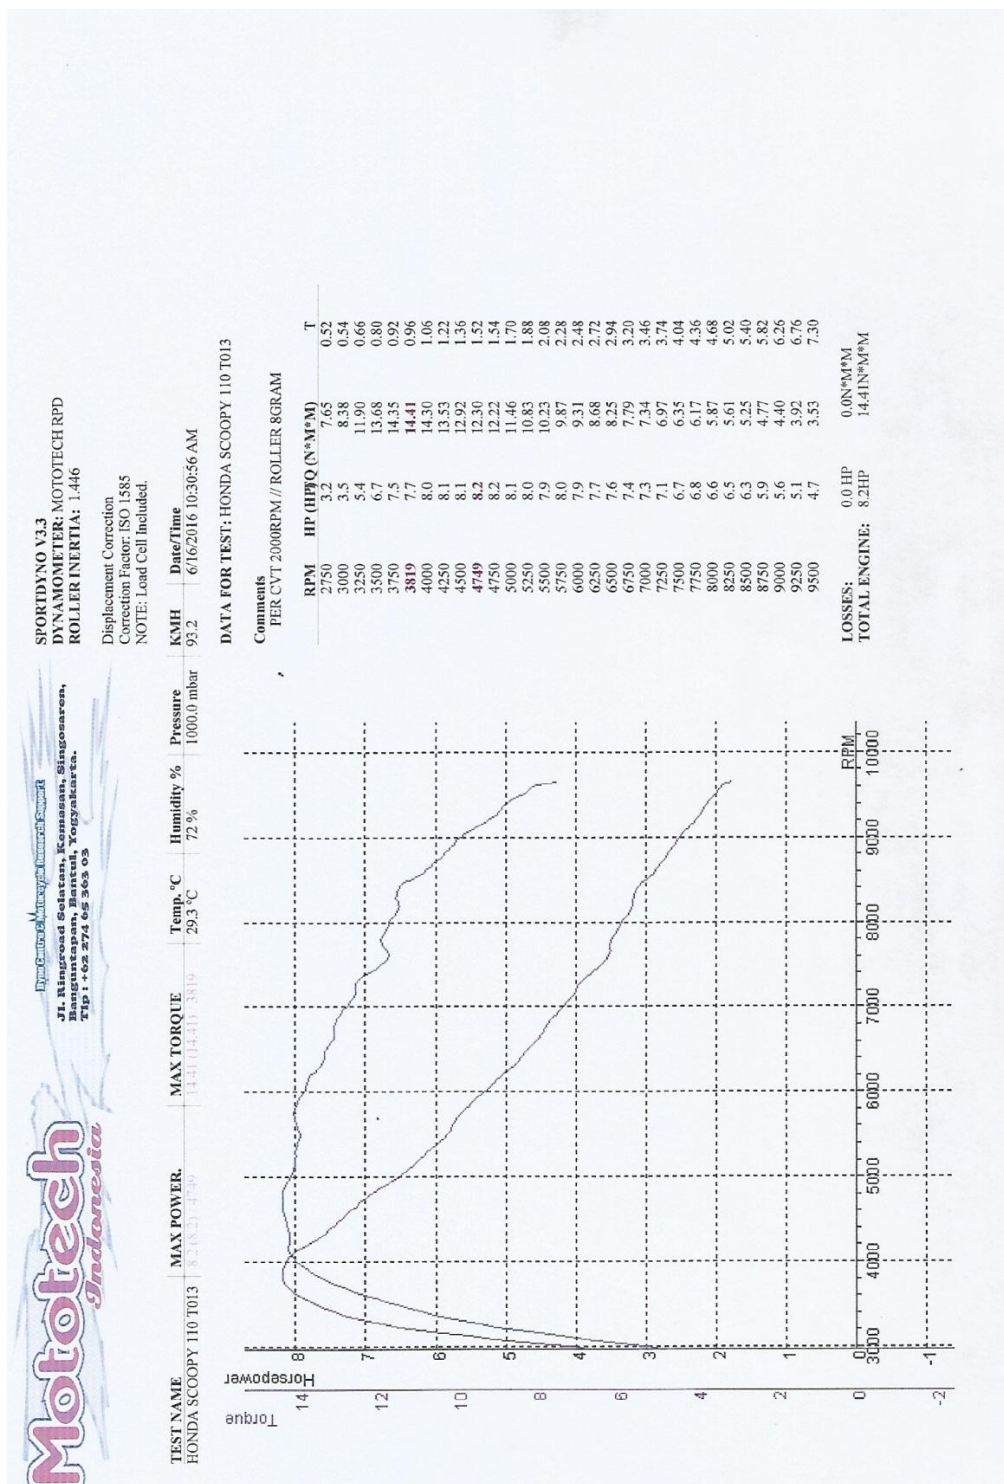 Mototech
Indonesia
Dyno Centre & Motorcycle Research Support
Jl. Ringroad Selatan, Kemasan, Singosaren,
Banguntapan, Bantul, Yogyakarta.
Tlp : +62 274 65 363 03
SPORTDYNO V3.3
DYNAMOMETER: MOTOTECH RPD
ROLLER INERTIA: 1.446
Displacement Correction
Correction Factor: ISO 1585
NOTE: Load Cell Included.
TEST NAME MAX POWER. MAX TORQUE Temp. °C Humidity % Pressure KMH Date/Time
HONDA SCOOPY 110 T013 8.2 (8.2) / 4749 14.41 (14.41) / 3819 29.3 °C 72 % 1000.0 mbar 93.2 6/16/2016 10:30:56 AM
Torque
Horsepower
14
12
10
8
6
4
2
0
-2
8
7
6
5
4
3
2
1
0
-1
3000 4000 5000 6000 7000 8000 9000 10000
RPM
DATA FOR TEST: HONDA SCOOPY 110 T013
Comments
PER CVT 2000RPM // ROLLER 8GRAM
RPM HP (HP)Q (N*M*M) T
2750 3.2 7.65 0.52
3000 3.5 8.38 0.54
3250 5.4 11.90 0.66
3500 6.7 13.68 0.80
3750 7.5 14.35 0.92
3819 7.7 14.41 0.96
4000 8.0 14.30 1.06
4250 8.1 13.53 1.22
4500 8.1 12.92 1.36
4749 8.2 12.30 1.52
4750 8.2 12.22 1.54
5000 8.1 11.46 1.70
5250 8.0 10.83 1.88
5500 7.9 10.23 2.08
5750 8.0 9.87 2.28
6000 7.9 9.31 2.48
6250 7.7 8.68 2.72
6500 7.6 8.25 2.94
6750 7.4 7.79 3.20
7000 7.3 7.34 3.46
7250 7.1 6.97 3.74
7500 6.7 6.35 4.04
7750 6.8 6.17 4.36
8000 6.6 5.87 4.68
8250 6.5 5.61 5.02
8500 6.3 5.25 5.40
8750 5.9 4.77 5.82
9000 5.6 4.40 6.26
9250 5.1 3.92 6.76
9500 4.7 3.53 7.30
LOSSES: 0.0 HP 0.0N*M*M
TOTAL ENGINE: 8.2HP 14.41N*M*M